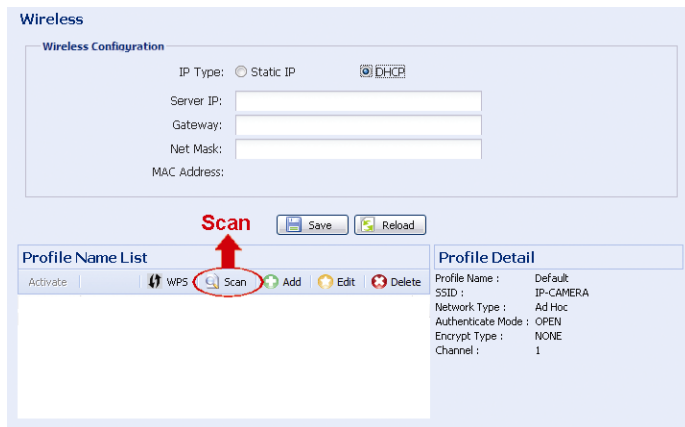 Wireless
Wireless Configuration
IP Type: Static IP DHCP
Server IP:
Gateway:
Net Mask:
MAC Address:
Scan Save Reload
Profile Name List
Activate WPS Scan Add Edit Delete
Profile Detail
Profile Name : Default
SSID : IP-CAMERA
Network Type : Ad Hoc
Authenticate Mode : OPEN
Encrypt Type : NONE
Channel : 1